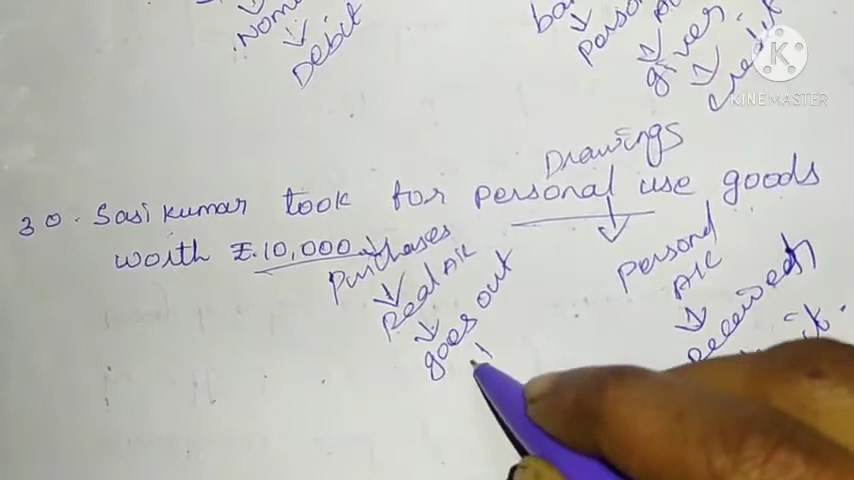 Debit
giver
credit
KINEMASTER
Drawings
30. Sasi kumar took for personal use goods
worth ₹.10,000
Purchases
Real A/c
goes out
Personal
A/c